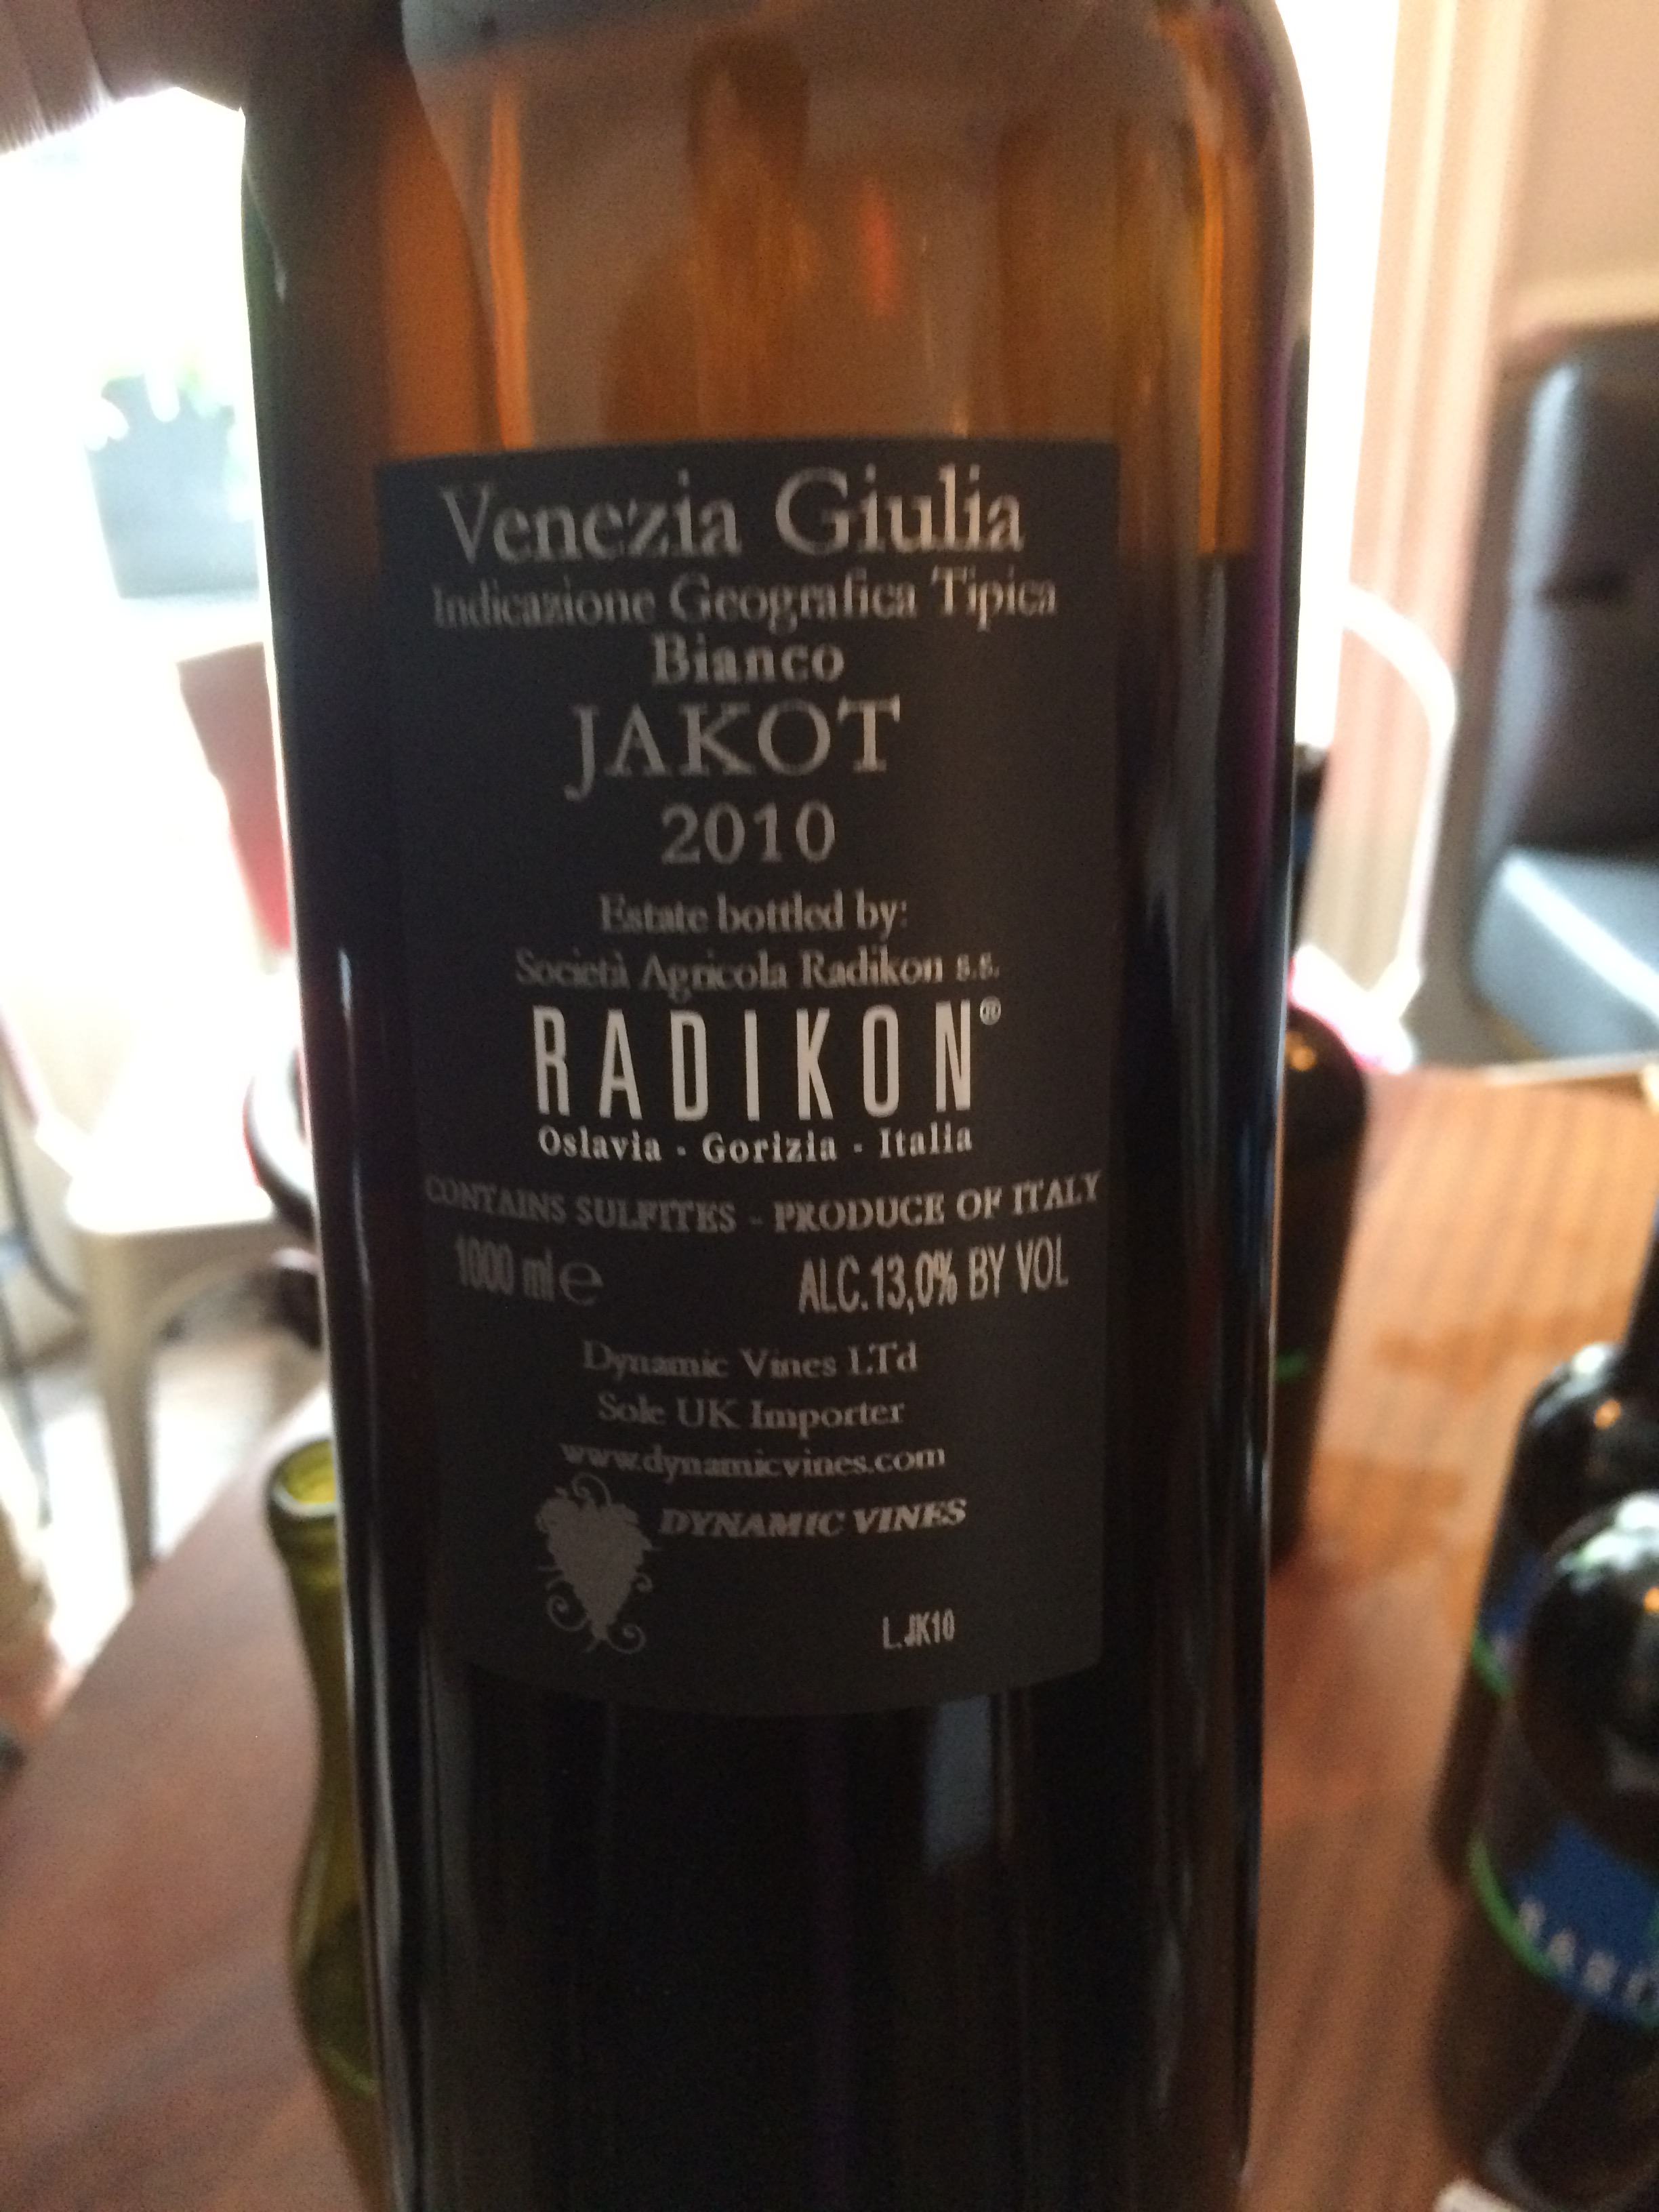 Venezia Giulia
Indicazione Geografica Tipica
Bianco
JAKOT
2010
Estate bottled by:
Società Agricola Radikon s.s.
RADIKON®
Oslavia - Gorizia - Italia
CONTAINS SULFITES - PRODUCE OF ITALY
1000 ml e ALC.13,0% BY VOL
Dynamic Vines LTd
Sole UK Importer
www.dynamicvines.com
DYNAMIC VINES
L.JK10